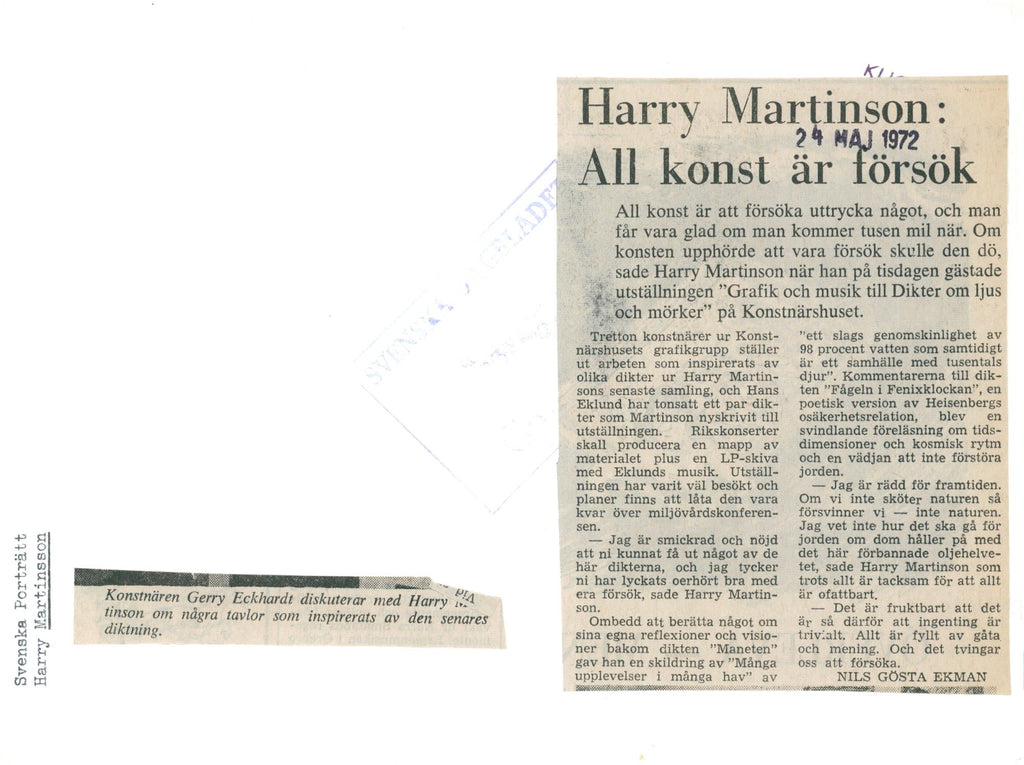 Harry Martinson:
24 MAJ 1972
All konst är försök
All konst är att försöka uttrycka något, och man
får vara glad om man kommer tusen mil när. Om
konsten upphörde att vara försök skulle den dö,
sade Harry Martinson när han på tisdagen gästade
utställningen ”Grafik och musik till Dikter om ljus
och mörker” på Konstnärshuset.
Tretton konstnärer ur Konst-
närshusets grafikgrupp ställer
ut arbeten som inspirerats av
olika dikter ur Harry Martin-
sons senaste samling, och Hans
Eklund har tonsatt ett par dik-
ter som Martinson nyskrivit till
utställningen. Rikskonserter
skall producera en mapp av
materialet plus en LP-skiva
med Eklunds musik. Utställ-
ningen har varit väl besökt och
planer finns att låta den vara
kvar över miljövårdskonferen-
sen.
— Jag är smickrad och nöjd
att ni kunnat få ut något av de
här dikterna, och jag tycker
ni har lyckats oerhört bra med
era försök, sade Harry Martin-
son.
Ombedd att berätta något om
sina egna reflexioner och visio-
ner bakom dikten ”Maneten”
gav han en skildring av ”Många
upplevelser i många hav” av
”ett slags genomskinlighet av
98 procent vatten som samtidigt
är ett samhälle med tusentals
djur”. Kommentarerna till dik-
ten ”Fågeln i Fenixklockan”, en
poetisk version av Heisenbergs
osäkerhetsrelation, blev en
svindlande föreläsning om tids-
dimensioner och kosmisk rytm
och en vädjan att inte förstöra
jorden.
— Jag är rädd för framtiden.
Om vi inte sköter naturen så
försvinner vi — inte naturen.
Jag vet inte hur det ska gå för
jorden om dom håller på med
det här förbannade oljehelve-
tet, sade Harry Martinson som
trots allt är tacksam för att allt
är ofattbart.
— Det är fruktbart att det
är så därför att ingenting är
trivialt. Allt är fyllt av gåta
och mening. Och det tvingar
oss att försöka.
NILS GÖSTA EKMAN
Konstnären Gerry Eckhardt diskuterar med Harry
tinson om några tavlor som inspirerats av den senares
diktning.
Svenska Porträtt
Harry Martinsson
SVENSKA DAGBLADET